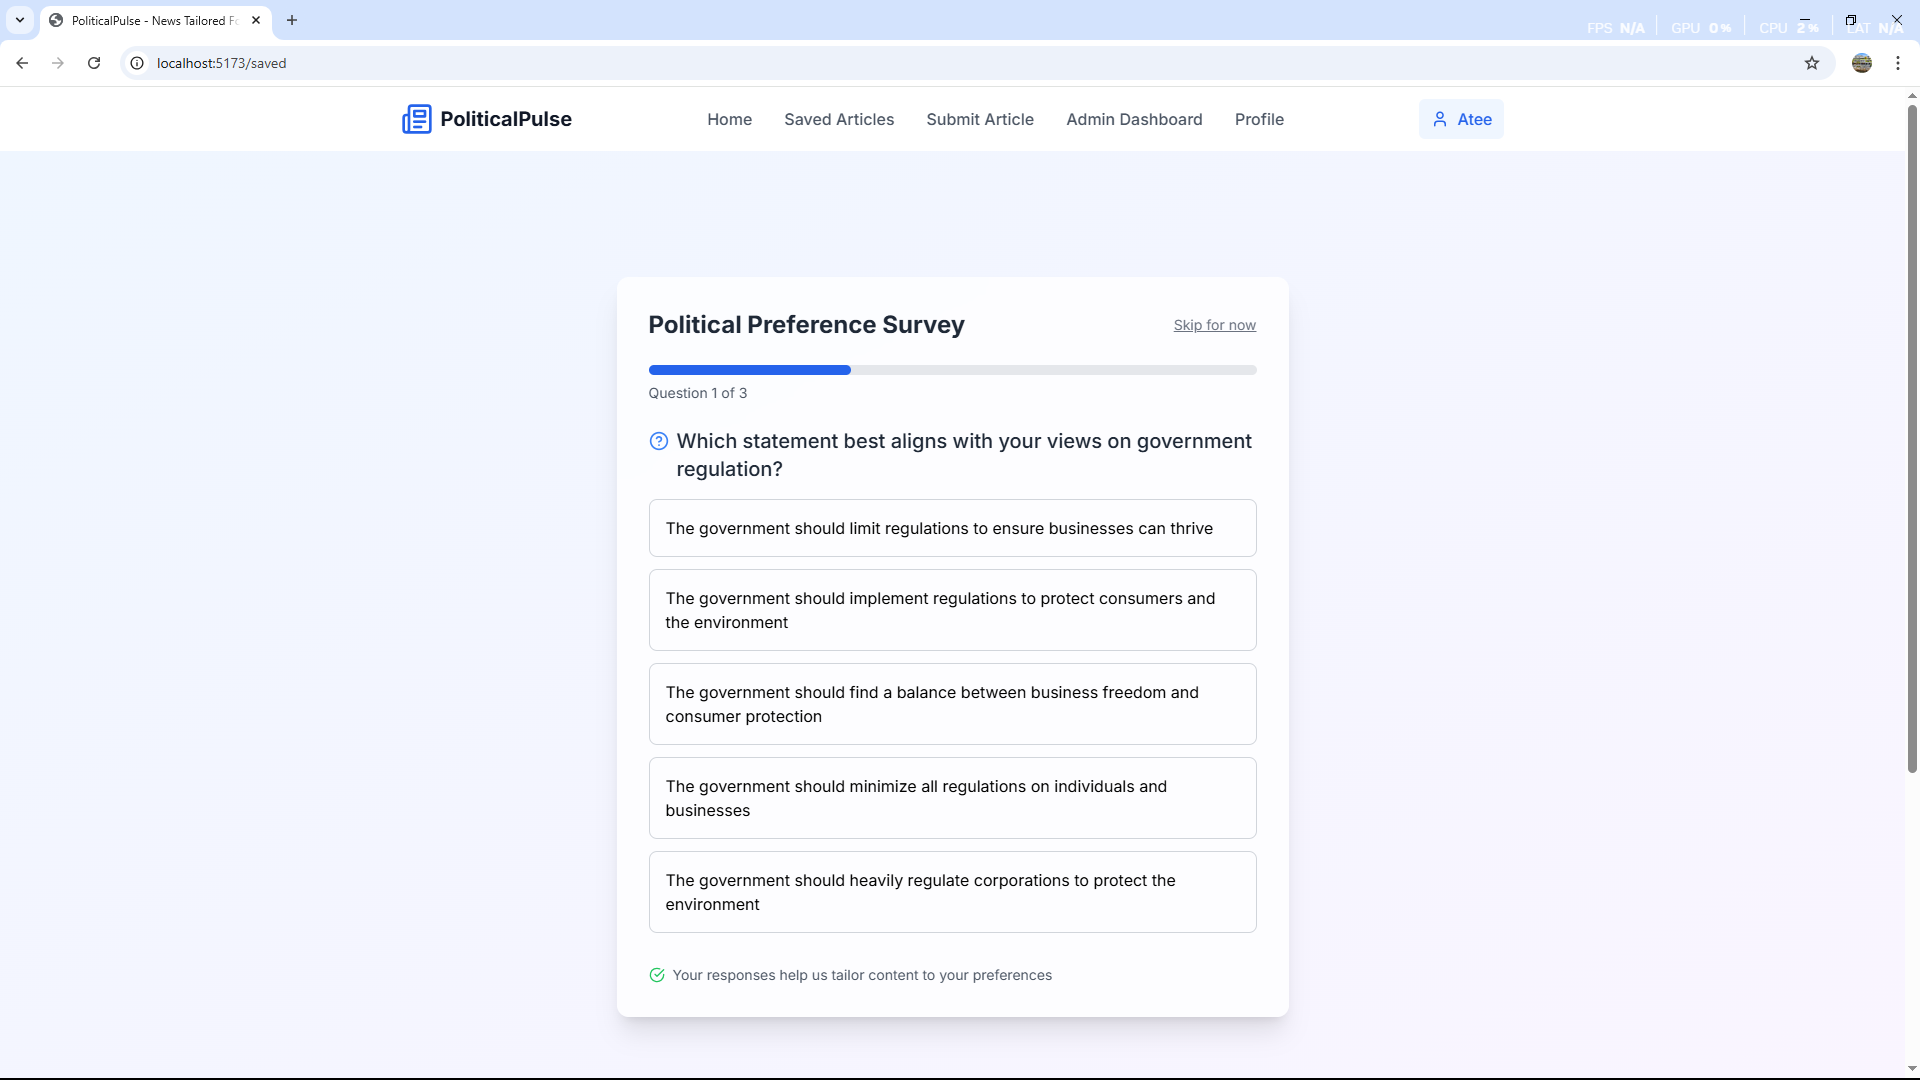 PoliticalPulse - News Tailored Fo
FPS N/A GPU 0% CPU 2% LAT N/A
localhost:5173/saved
PoliticalPulse
Home Saved Articles Submit Article Admin Dashboard Profile
Atee
Political Preference Survey
Skip for now
Question 1 of 3
Which statement best aligns with your views on government
regulation?
The government should limit regulations to ensure businesses can thrive
The government should implement regulations to protect consumers and
the environment
The government should find a balance between business freedom and
consumer protection
The government should minimize all regulations on individuals and
businesses
The government should heavily regulate corporations to protect the
environment
Your responses help us tailor content to your preferences